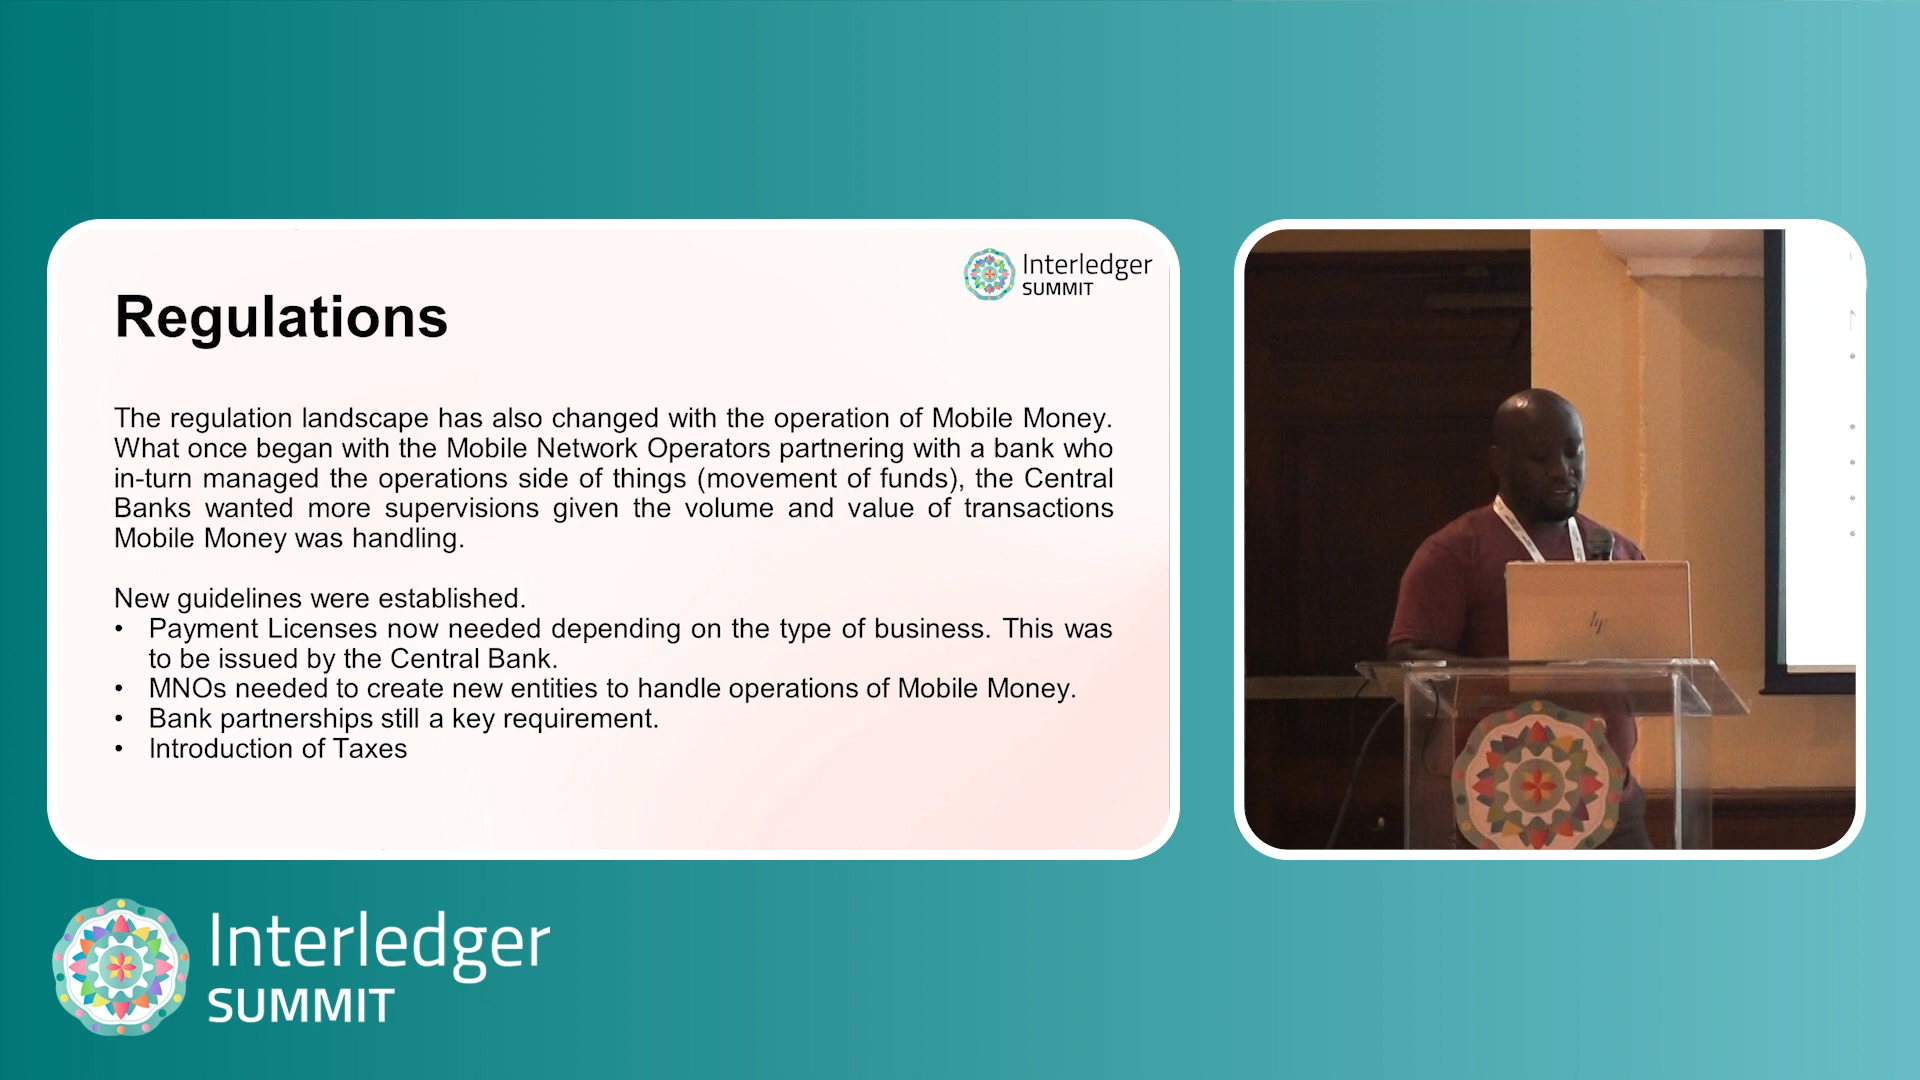 Interledger
SUMMIT
Regulations
The regulation landscape has also changed with the operation of Mobile Money.
What once began with the Mobile Network Operators partnering with a bank who
in-turn managed the operations side of things (movement of funds), the Central
Banks wanted more supervisions given the volume and value of transactions
Mobile Money was handling.
New guidelines were established.
• Payment Licenses now needed depending on the type of business. This was
to be issued by the Central Bank.
• MNOs needed to create new entities to handle operations of Mobile Money.
• Bank partnerships still a key requirement.
• Introduction of Taxes
hp
Interledger
SUMMIT